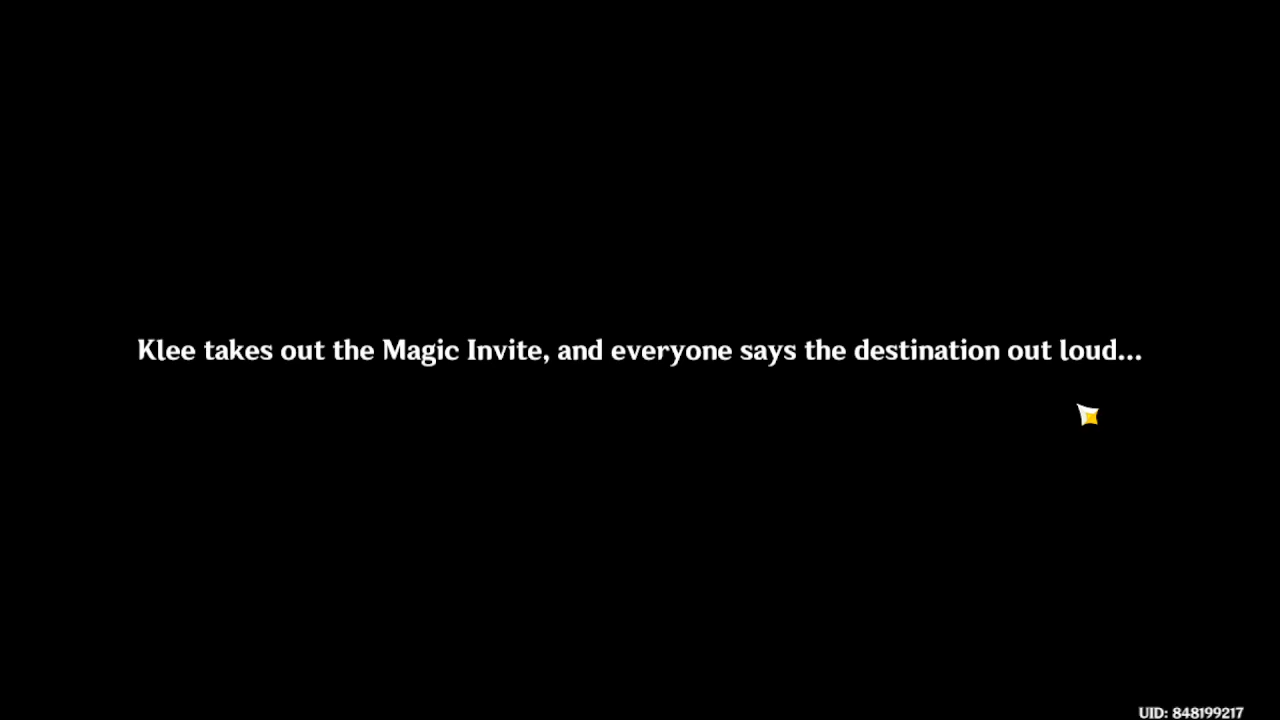 Klee takes out the Magic Invite, and everyone says the destination out loud...
UID: 848199217